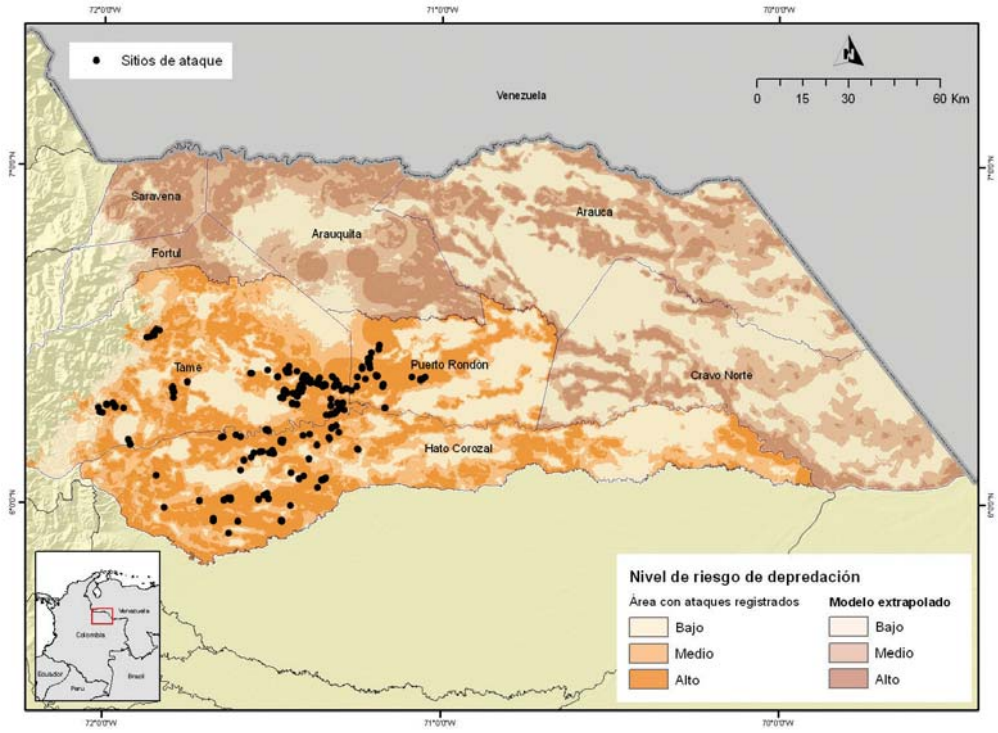 72°0'0"W 71°0'0"W 70°0'0"W
Sitios de ataque
N
0 15 30 60 Km
Venezuela
7°0'0"N 7°0'0"N
Saravena
Arauca
Arauquita
Fortul
Tame
Puerto Rondón
Cravo Norte
Hato Corozal
6°0'0"N 6°0'0"N
Nivel de riesgo de depredación
Área con ataques registrados Modelo extrapolado
Bajo Bajo
Medio Medio
Alto Alto
Venezuela
Colombia
Ecuador
Peru
Brazil
72°0'0"W 71°0'0"W 70°0'0"W